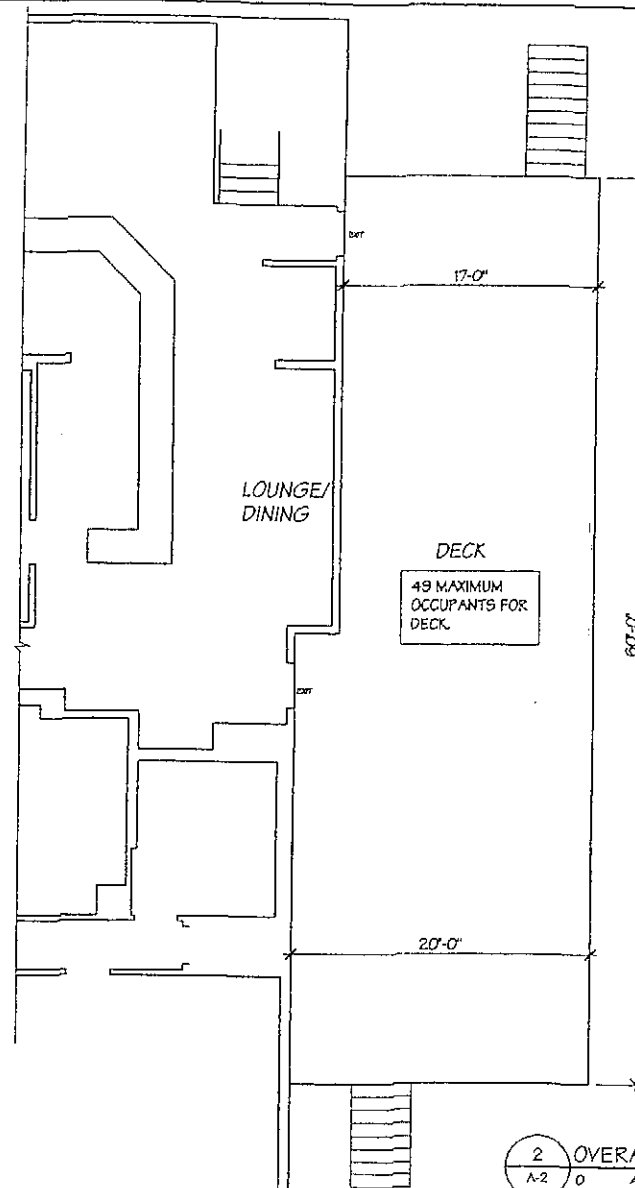 EXIT
17'-0"
LOUNGE/
DINING
DECK
49 MAXIMUM
OCCUPANTS FOR
DECK.
60'-0"
EXIT
20'-0"
2
A-2
OVERA
0